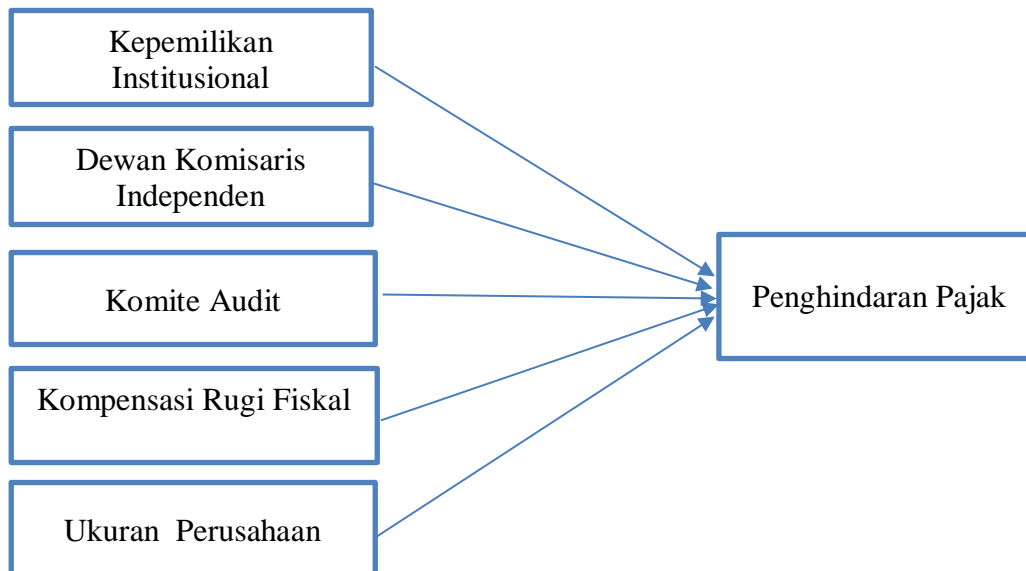 Kepemilikan
Institusional
Dewan Komisaris
Independen
Komite Audit
Kompensasi Rugi Fiskal
Ukuran  Perusahaan
Penghindaran Pajak